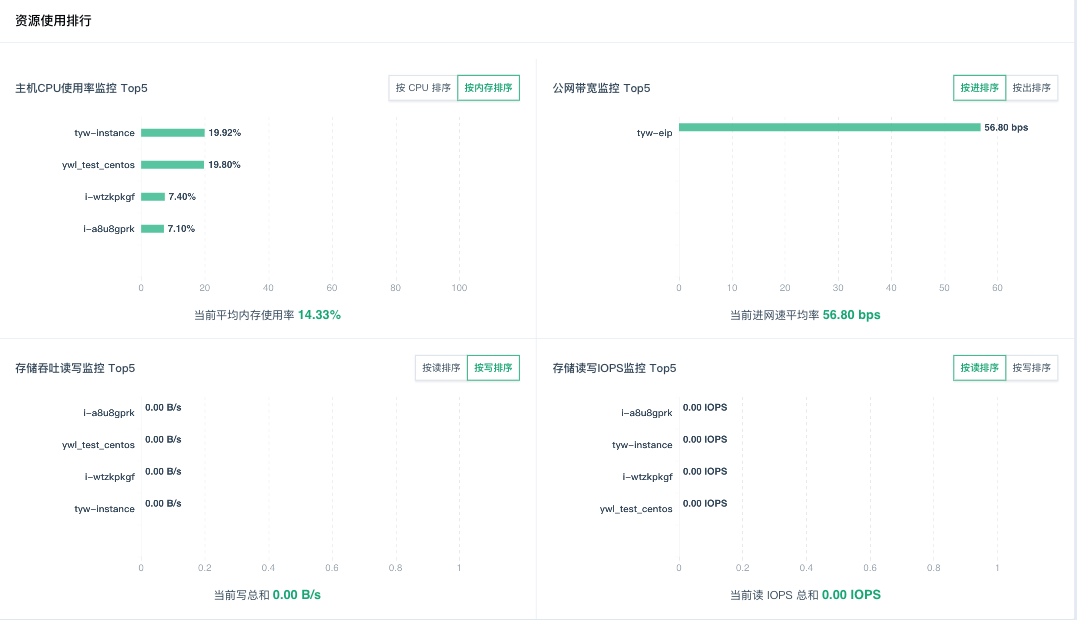 资源使用排行
主机CPU使用率监控 Top5
按 CPU 排序 按内存排序
tyw-instance 19.92%
ywl_test_centos 19.80%
i-wtzkpkgf 7.40%
i-a8u8gprk 7.10%
0 20 40 60 80 100
当前平均内存使用率 14.33%
公网带宽监控 Top5
按进排序 按出排序
tyw-eip 56.80 bps
0 10 20 30 40 50 60
当前进网速平均率 56.80 bps
存储吞吐读写监控 Top5
按读排序 按写排序
i-a8u8gprk 0.00 B/s
ywl_test_centos 0.00 B/s
i-wtzkpkgf 0.00 B/s
tyw-instance 0.00 B/s
0 0.2 0.4 0.6 0.8 1
当前写总和 0.00 B/s
存储读写IOPS监控 Top5
按读排序 按写排序
i-a8u8gprk 0.00 IOPS
tyw-instance 0.00 IOPS
i-wtzkpkgf 0.00 IOPS
ywl_test_centos 0.00 IOPS
0 0.2 0.4 0.6 0.8 1
当前读 IOPS 总和 0.00 IOPS